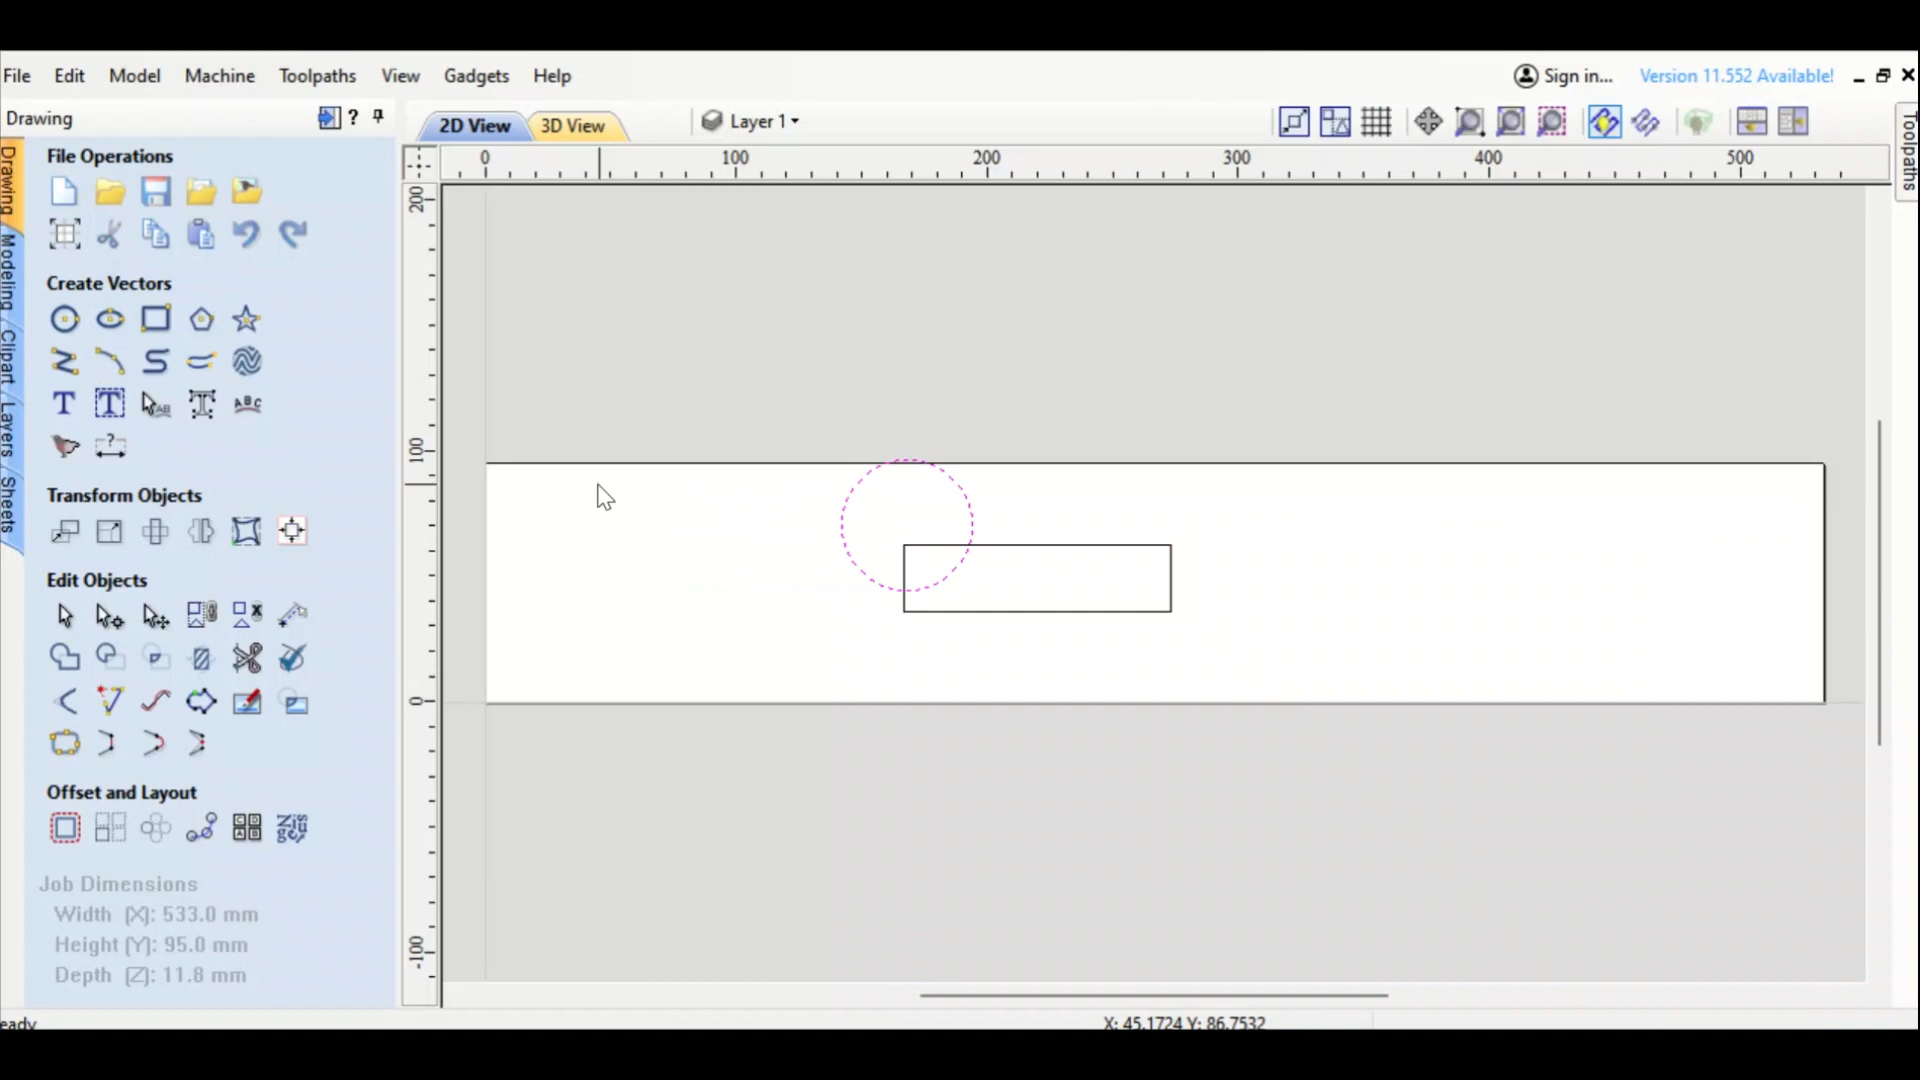 File Edit Model Machine Toolpaths View Gadgets Help
Sign in... Version 11.552 Available!
Drawing
2D View 3D View Layer 1
Toolpaths
0 100 200 300 400 500
200
100
0
-100
Drawing
Modeling
Clipart
Layers
Sheets
File Operations
Create Vectors
Transform Objects
Edit Objects
Offset and Layout
Job Dimensions
Width (X): 533.0 mm
Height (Y): 95.0 mm
Depth (Z): 11.8 mm
eady
X: 45.1724 Y: 86.7532